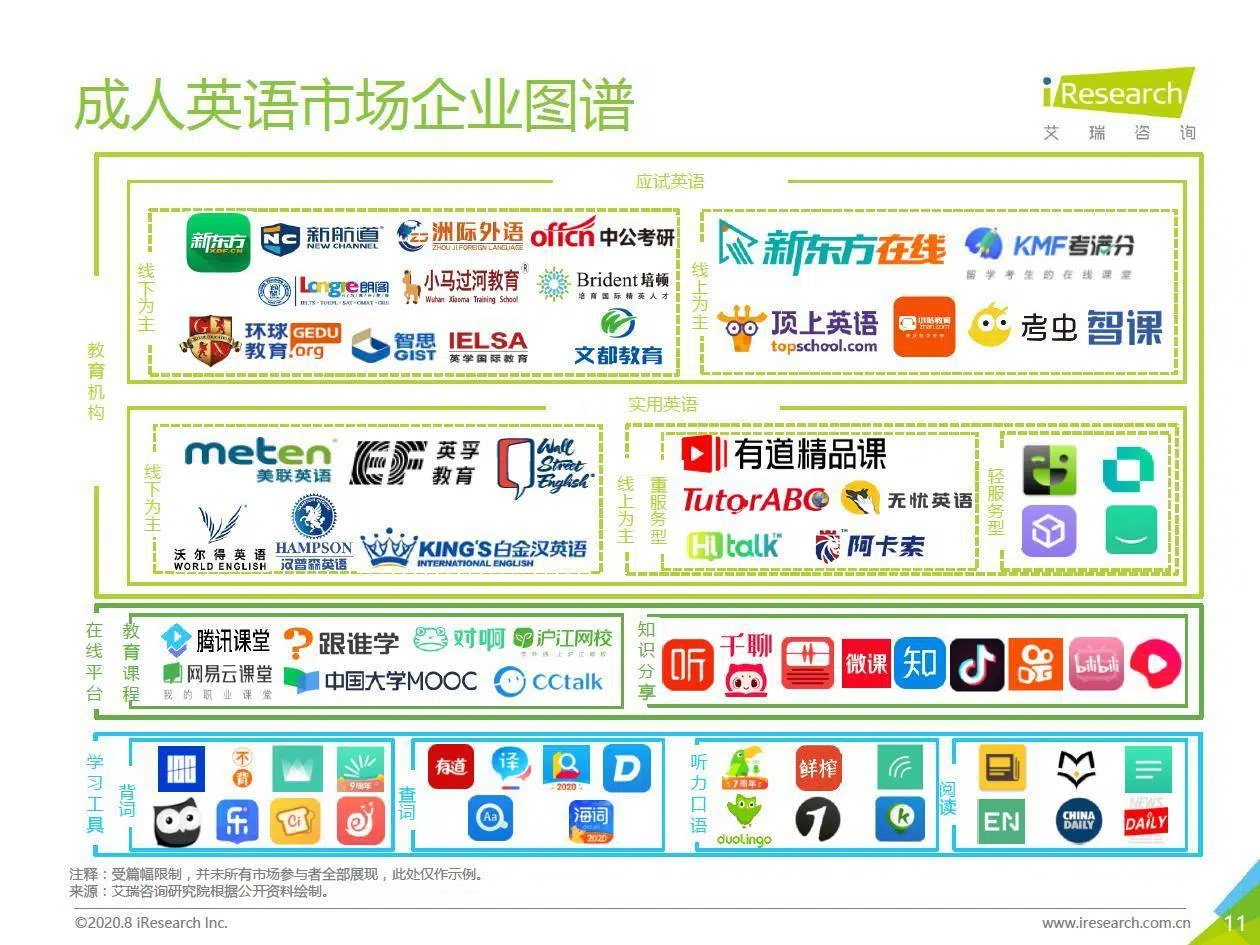 成人英语市场企业图谱
iResearch
艾瑞咨询
教育机构
应试英语
线下为主
新东方
XDF.CN
NC 新航道
NEW CHANNEL
洲际外语
ZHOU JI FOREIGN LANGUAGE
offcn 中公考研
Longre 朗阁
IELTS·TOEFL·SAT·GMAT·GRE
小马过河教育®
Wuhan Xiaoma Training School
Brident 培顿
培育国际精英人才
环球教育 GEDU .org
智思 GIST
IELSA
英学国际教育
文都教育
线上为主
新东方在线
KMF考满分
留学考生的在线课堂
顶上英语
topschool.com
小站教育
zhan.com
考虫
智课
实用英语
线下为主
meten
美联英语
EF 英孚教育
Wall Street English
沃尔得英语
WORLD ENGLISH
HAMPSON
汉普森英语
KING'S 白金汉英语
INTERNATIONAL ENGLISH
线上为主
重服务型
有道精品课
TutorABC
无忧英语
Hitalk
阿卡索
轻服务型
在线平台
教育课程
腾讯课堂
跟谁学
对啊
沪江网校
网易云课堂
我的职业课堂
中国大学MOOC
CCtalk
知识分享
听
千聊
微课
知
bilibili
学习工具
背词
不背
9周年
乐
Ci
查词
有道
译
2020
D
Aa
海词
2020
听力口语
7周年
鲜榨
duolingo
1
k
阅读
EN
CHINA DAILY
NEWS
DAILY
注释：受篇幅限制，并未所有市场参与者全部展现，此处仅作示例。
来源：艾瑞咨询研究院根据公开资料绘制。
©2020.8 iResearch Inc.
www.iresearch.com.cn
11